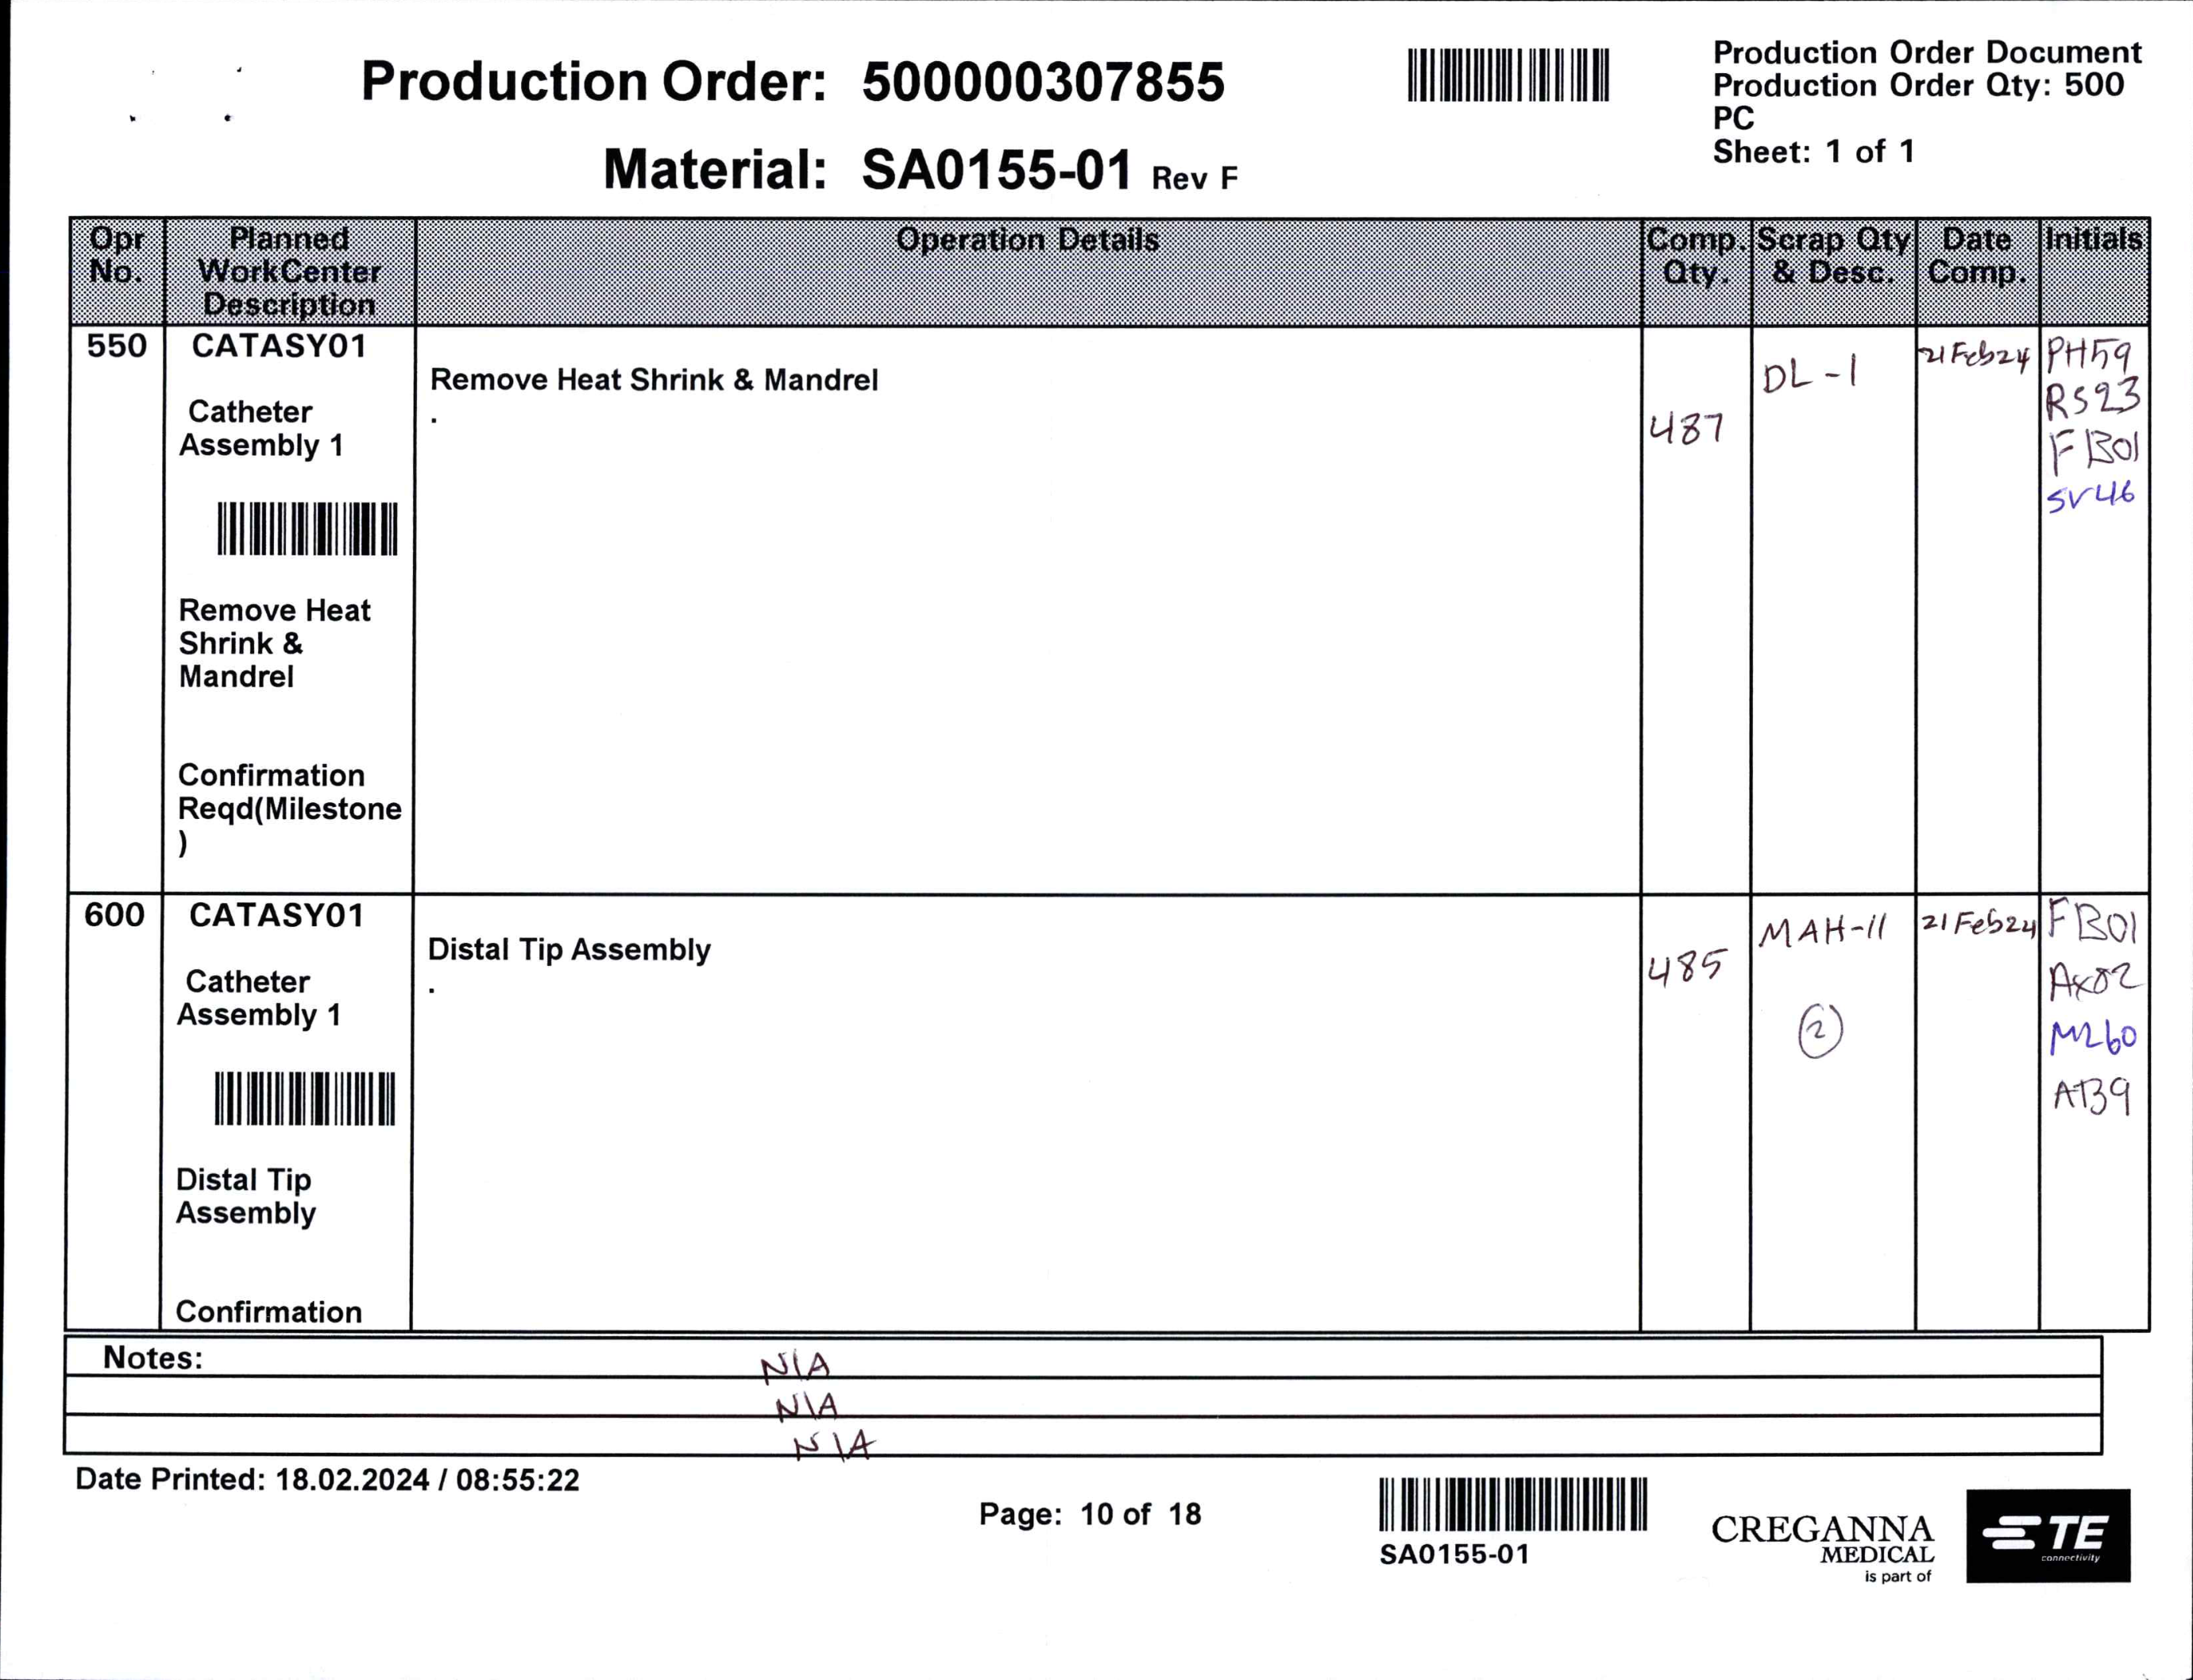 Production Order: 500000307855
Material: SA0155-01 Rev F
Production Order Document
Production Order Qty: 500
PC
Sheet: 1 of 1
Opr No. Planned WorkCenter Description Operation Details Comp. Qty. Scrap Qty & Desc. Date Comp. Initials
550 CATASY01
Catheter
Assembly 1
Remove Heat
Shrink &
Mandrel
Confirmation
Reqd(Milestone
)
Remove Heat Shrink & Mandrel
.
487
DL-1
21Feb24
PH59
RS23
FB01
SV46
600 CATASY01
Catheter
Assembly 1
Distal Tip
Assembly
Confirmation
Distal Tip Assembly
.
485
MAH-11
2
21Feb24
FB01
AX02
MZ60
AB9
Notes: N/A
N\A
N\A
Date Printed: 18.02.2024 / 08:55:22
Page: 10 of 18
SA0155-01
CREGANNA
MEDICAL
is part of
TE
connectivity